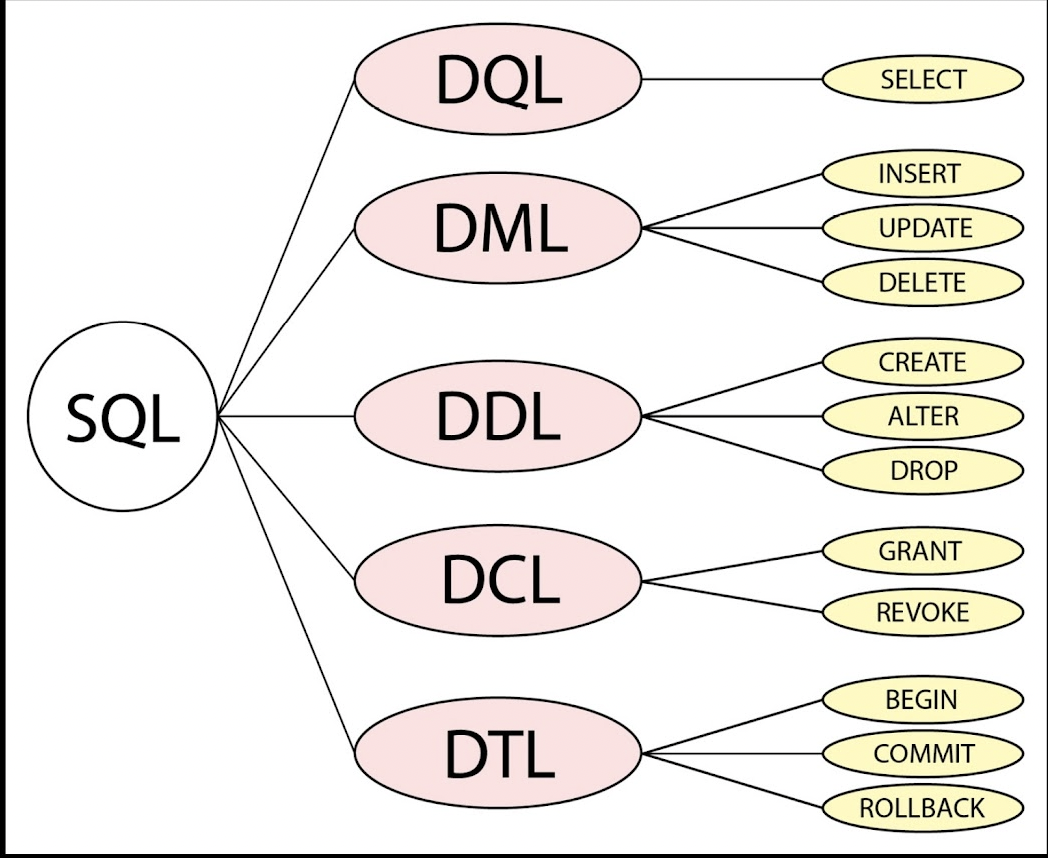 SQL
DQL
SELECT
DML
INSERT
UPDATE
DELETE
DDL
CREATE
ALTER
DROP
DCL
GRANT
REVOKE
DTL
BEGIN
COMMIT
ROLLBACK